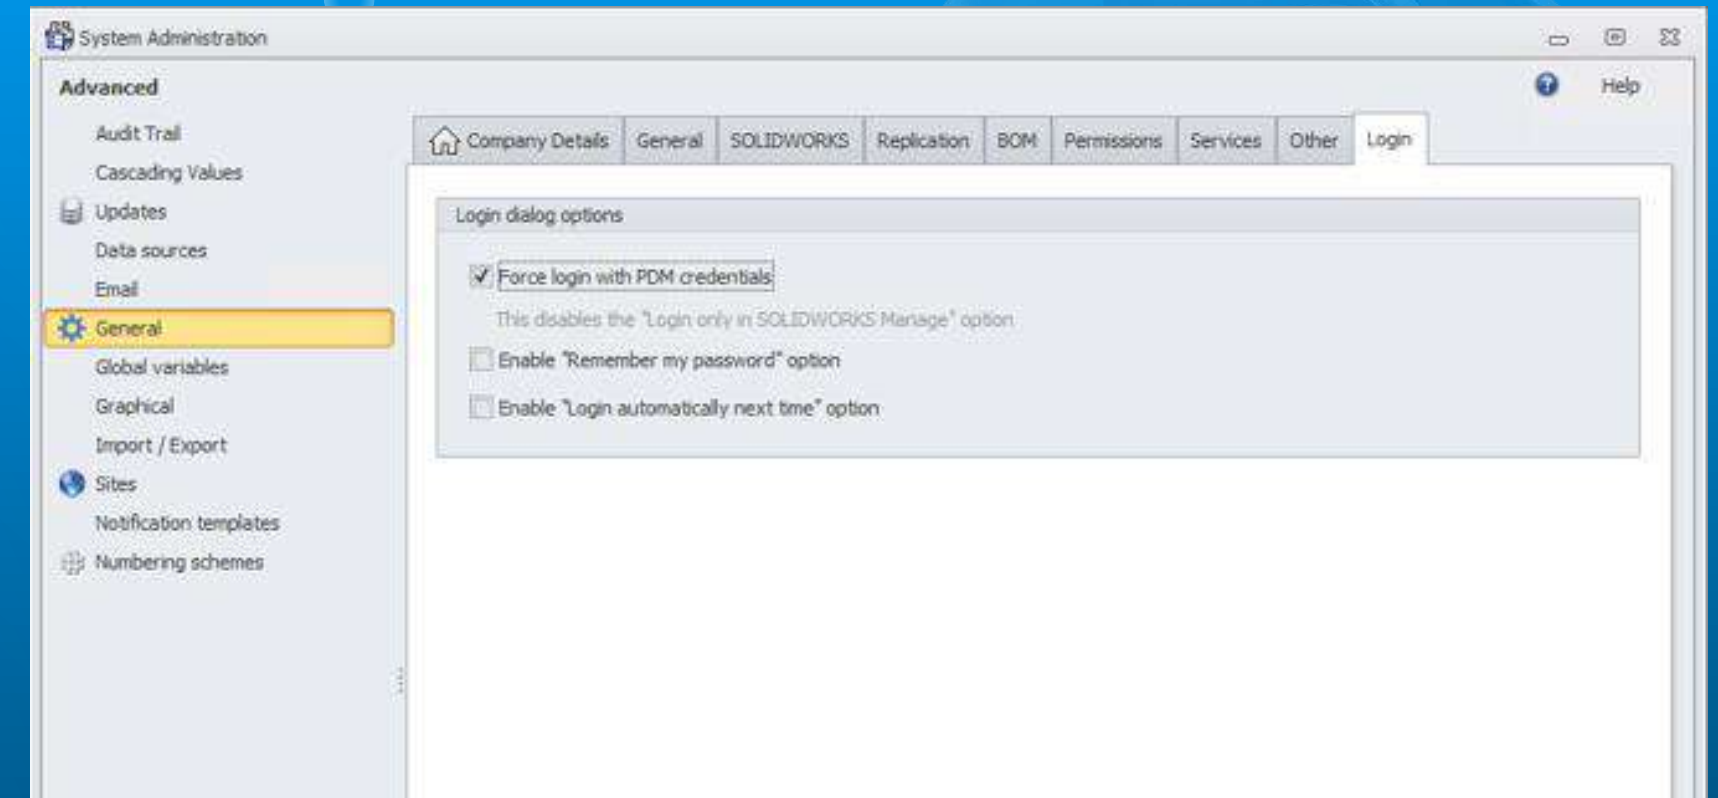 System Administration
Advanced
Help
Audit Trail
Cascading Values
Updates
Data sources
Email
General
Global variables
Graphical
Import / Export
Sites
Notification templates
Numbering schemes
Company Details General SOLIDWORKS Replication BOM Permissions Services Other Login
Login dialog options
Force login with PDM credentials
This disables the "Login only in SOLIDWORKS Manage" option
Enable "Remember my password" option
Enable "Login automatically next time" option